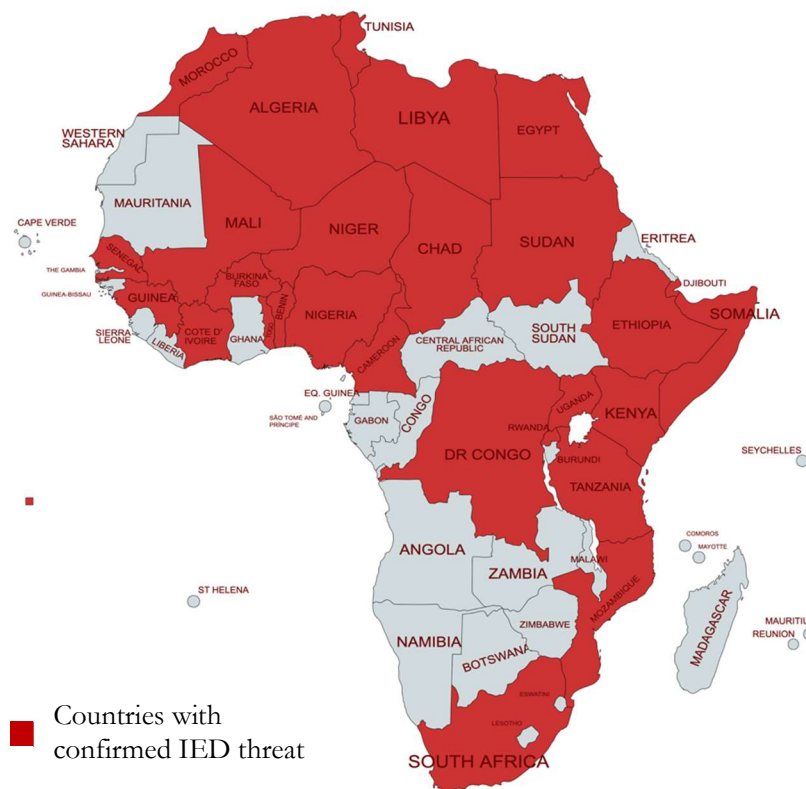 TUNISIA
MOROCCO
ALGERIA
LIBYA
EGYPT
WESTERN
SAHARA
MAURITANIA
CAPE VERDE
MALI
NIGER
CHAD
SUDAN
ERITREA
SENEGAL
THE GAMBIA
GUINEA-BISSAU
GUINEA
BURKINA
FASO
BENIN
TOGO
NIGERIA
DJIBOUTI
SOMALIA
ETHIOPIA
SOUTH
SUDAN
CENTRAL AFRICAN
REPUBLIC
CAMEROON
SIERRA
LEONE
LIBERIA
COTE D'
IVOIRE
GHANA
EQ. GUINEA
SÃO TOMÉ AND
PRÍNCIPE
GABON
CONGO
UGANDA
KENYA
RWANDA
BURUNDI
DR CONGO
TANZANIA
SEYCHELLES
COMOROS
MAYOTTE
ANGOLA
ZAMBIA
MALAWI
MOZAMBIQUE
ST HELENA
ZIMBABWE
MADAGASCAR
MAURITIU
REUNION
NAMIBIA
BOTSWANA
ESWATINI
LESOTHO
SOUTH AFRICA
Countries with
confirmed IED threat